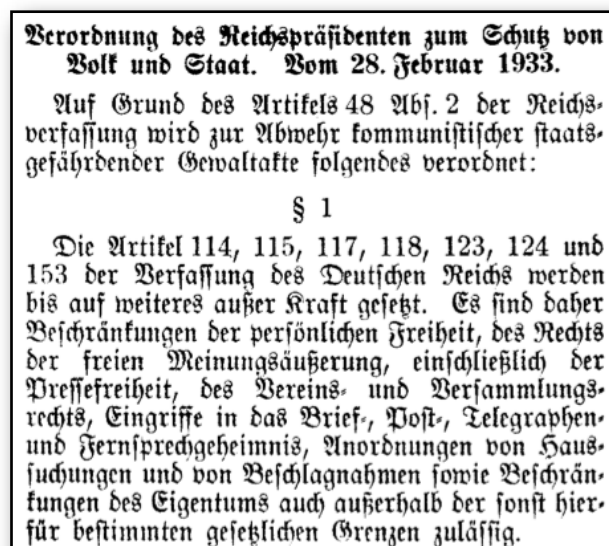 Verordnung des Reichspräsidenten zum Schutz von
Volk und Staat. Vom 28. Februar 1933.
Auf Grund des Artikels 48 Abs. 2 der Reichs-
verfassung wird zur Abwehr kommunistischer staats-
gefährdender Gewaltakte folgendes verordnet:
§ 1
Die Artikel 114, 115, 117, 118, 123, 124 und
153 der Verfassung des Deutschen Reichs werden
bis auf weiteres außer Kraft gesetzt. Es sind daher
Beschränkungen der persönlichen Freiheit, des Rechts
der freien Meinungsäußerung, einschließlich der
Pressefreiheit, des Vereins- und Versammlungs-
rechts, Eingriffe in das Brief-, Post-, Telegraphen-
und Fernsprechgeheimnis, Anordnungen von Haus-
suchungen und von Beschlagnahmen sowie Beschrän-
kungen des Eigentums auch außerhalb der sonst hier-
für bestimmten gesetzlichen Grenzen zulässig.